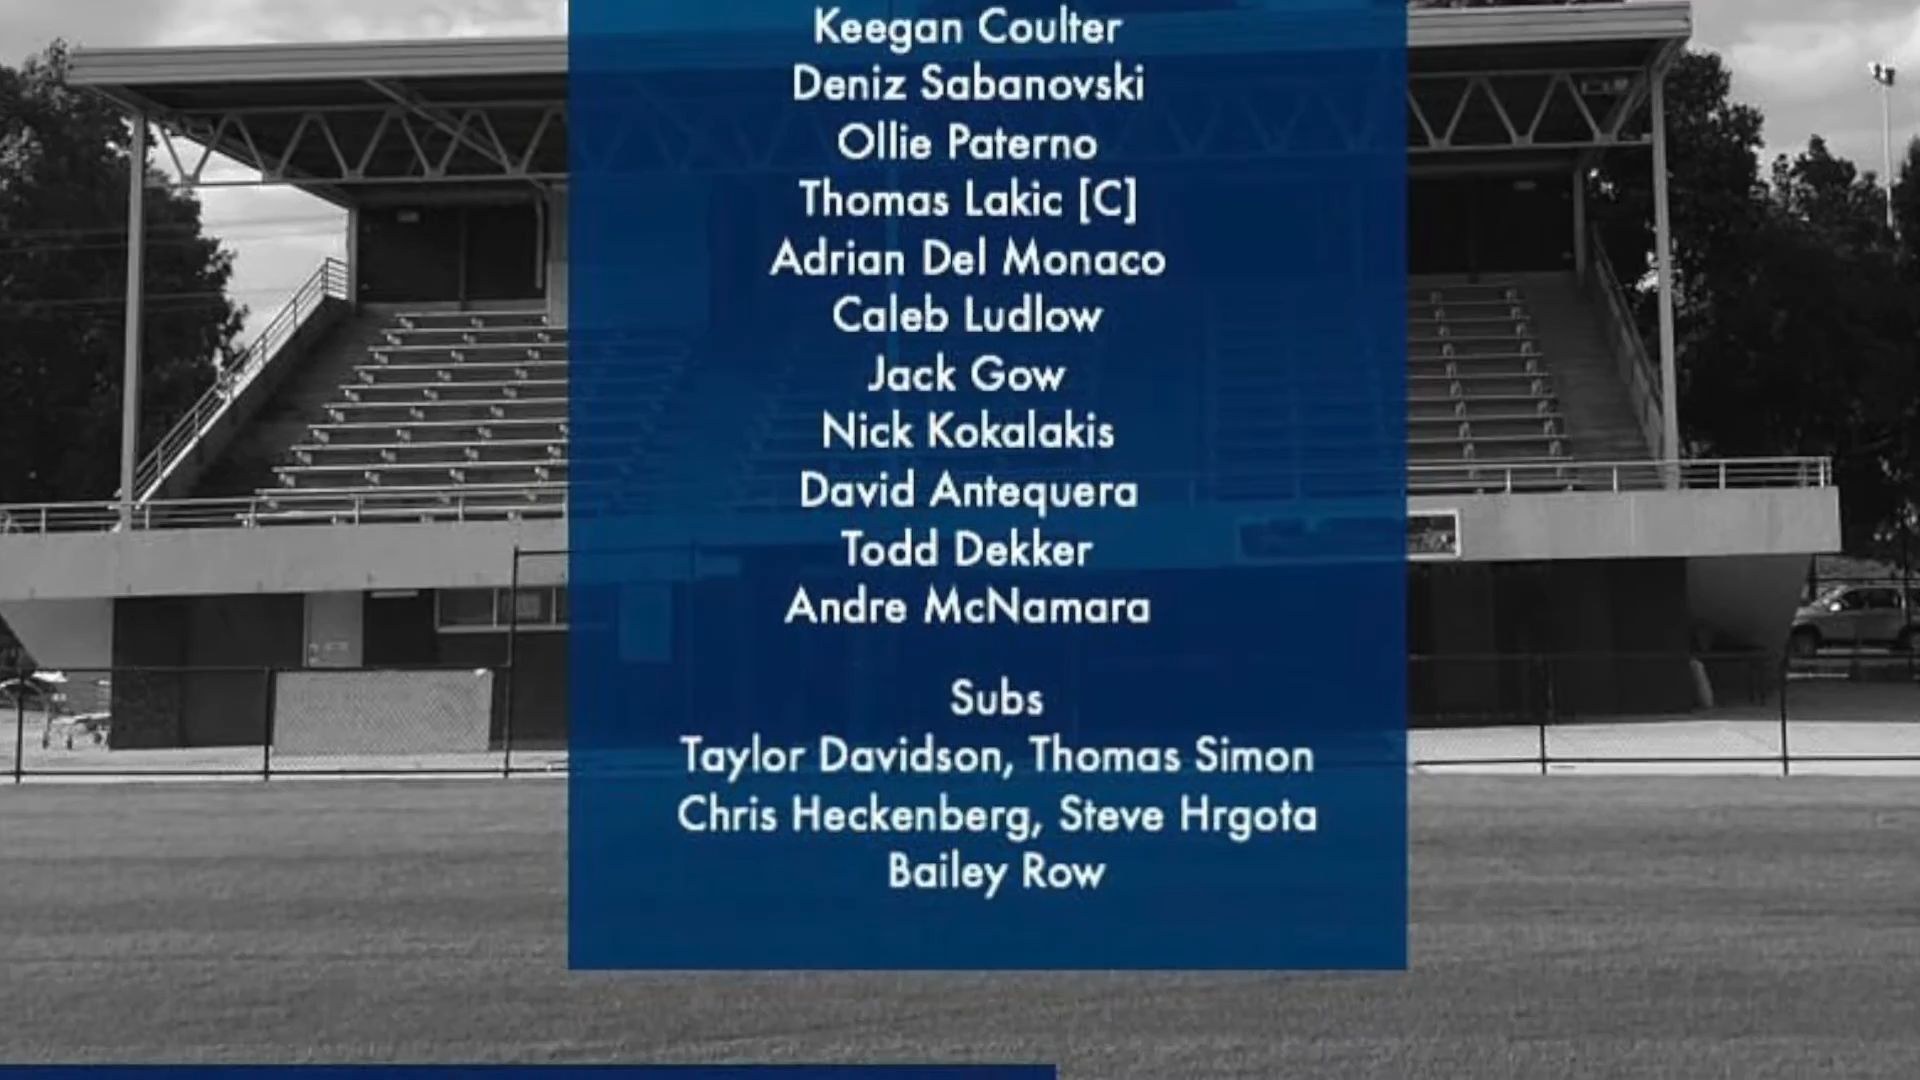 Keegan Coulter
Deniz Sabanovski
Ollie Paterno
Thomas Lakic [C]
Adrian Del Monaco
Caleb Ludlow
Jack Gow
Nick Kokalakis
David Antequera
Todd Dekker
Andre McNamara
Subs
Taylor Davidson, Thomas Simon
Chris Heckenberg, Steve Hrgota
Bailey Row